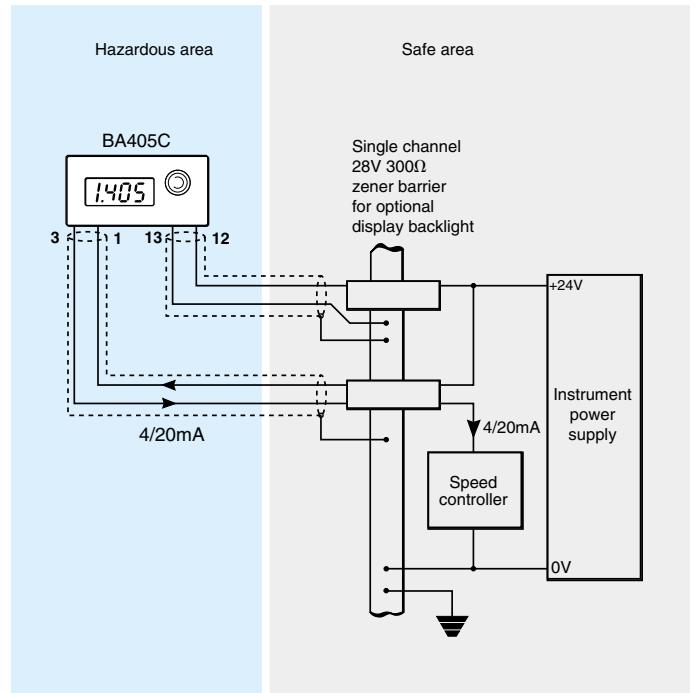 Hazardous area
Safe area
BA405C
1.405
3
1
13
12
Single channel
28V 300Ω
zener barrier
for optional
display backlight
+24V
Instrument
power
supply
4/20mA
4/20mA
Speed
controller
0V